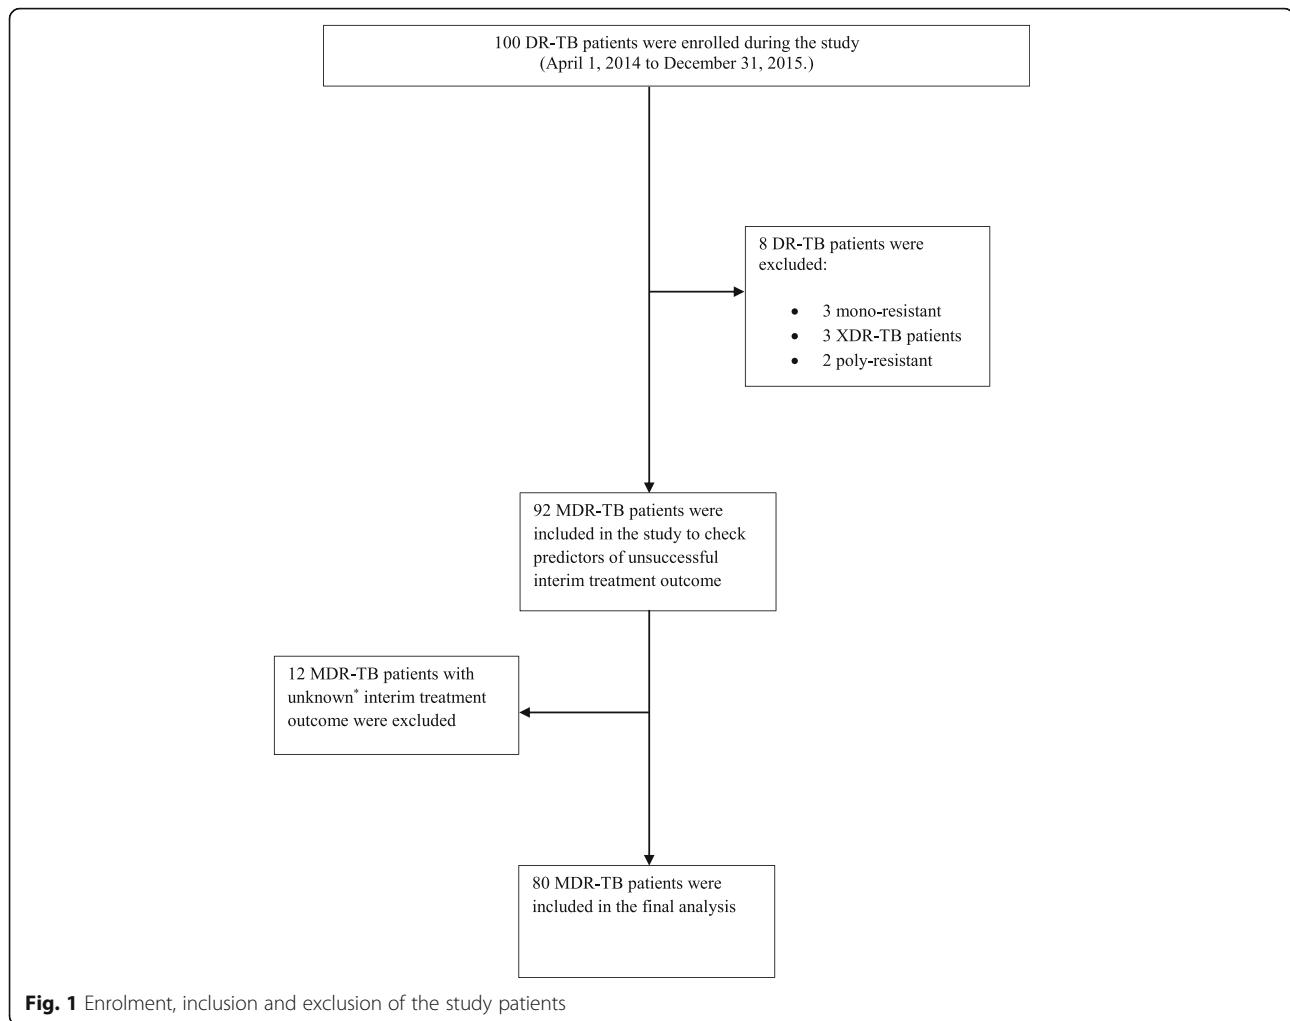 100 DR-TB patients were enrolled during the study
(April 1, 2014 to December 31, 2015.)
8 DR-TB patients were
excluded:
• 3 mono-resistant
• 3 XDR-TB patients
• 2 poly-resistant
92 MDR-TB patients were
included in the study to check
predictors of unsuccessful
interim treatment outcome
12 MDR-TB patients with
unknown* interim treatment
outcome were excluded
80 MDR-TB patients were
included in the final analysis
Fig. 1 Enrolment, inclusion and exclusion of the study patients